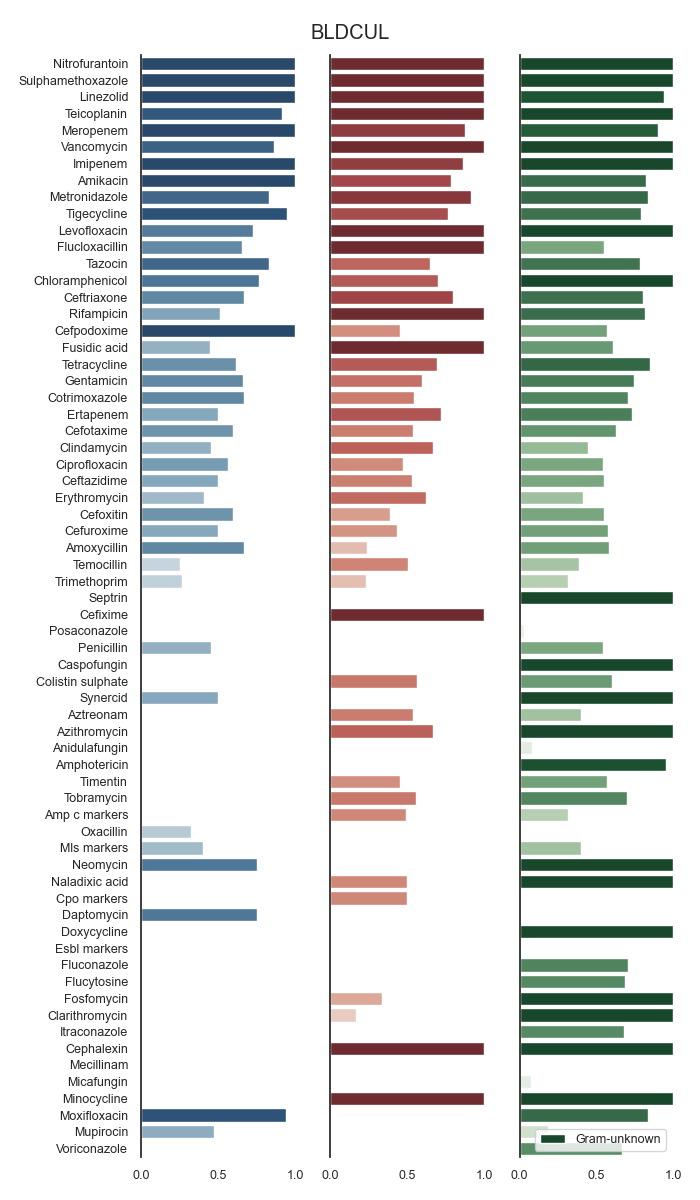 BLDCUL
Nitrofurantoin
Sulphamethoxazole
Linezolid
Teicoplanin
Meropenem
Vancomycin
Imipenem
Amikacin
Metronidazole
Tigecycline
Levofloxacin
Flucloxacillin
Tazocin
Chloramphenicol
Ceftriaxone
Rifampicin
Cefpodoxime
Fusidic acid
Tetracycline
Gentamicin
Cotrimoxazole
Ertapenem
Cefotaxime
Clindamycin
Ciprofloxacin
Ceftazidime
Erythromycin
Cefoxitin
Cefuroxime
Amoxycillin
Temocillin
Trimethoprim
Septrin
Cefixime
Posaconazole
Penicillin
Caspofungin
Colistin sulphate
Synercid
Aztreonam
Azithromycin
Anidulafungin
Amphotericin
Timentin
Tobramycin
Amp c markers
Oxacillin
Mls markers
Neomycin
Naladixic acid
Cpo markers
Daptomycin
Doxycycline
Esbl markers
Fluconazole
Flucytosine
Fosfomycin
Clarithromycin
Itraconazole
Cephalexin
Mecillinam
Micafungin
Minocycline
Moxifloxacin
Mupirocin
Voriconazole
Gram-unknown
0.0 0.5 1.0 0.0 0.5 1.0 0.0 0.5 1.0